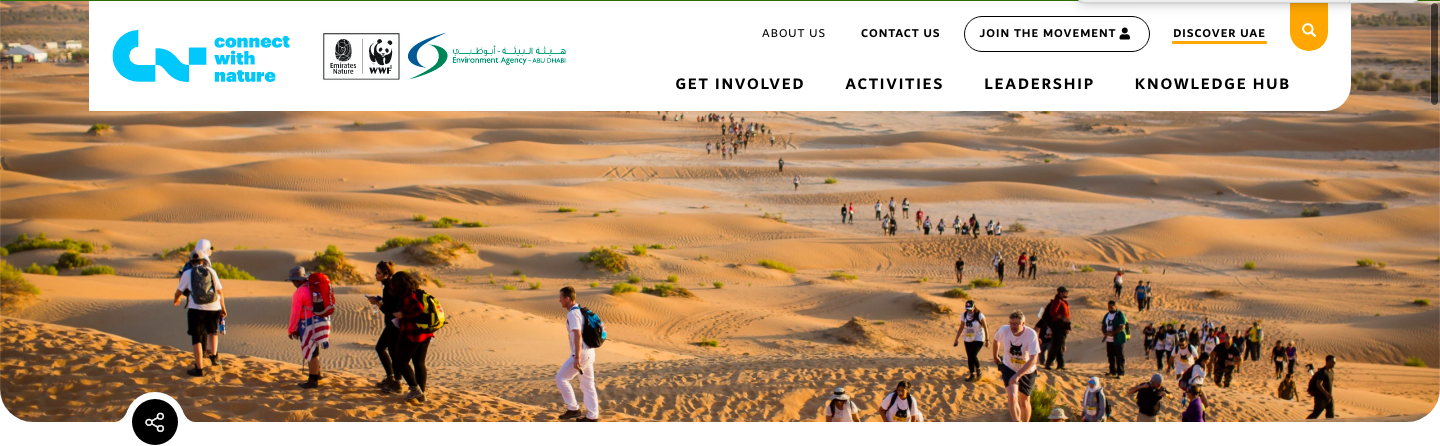 connect
with
nature
Emirates
Nature
WWF
هيئة البيئة - أبوظبي
Environment Agency - ABU DHABI
ABOUT US
CONTACT US
JOIN THE MOVEMENT
DISCOVER UAE
GET INVOLVED
ACTIVITIES
LEADERSHIP
KNOWLEDGE HUB